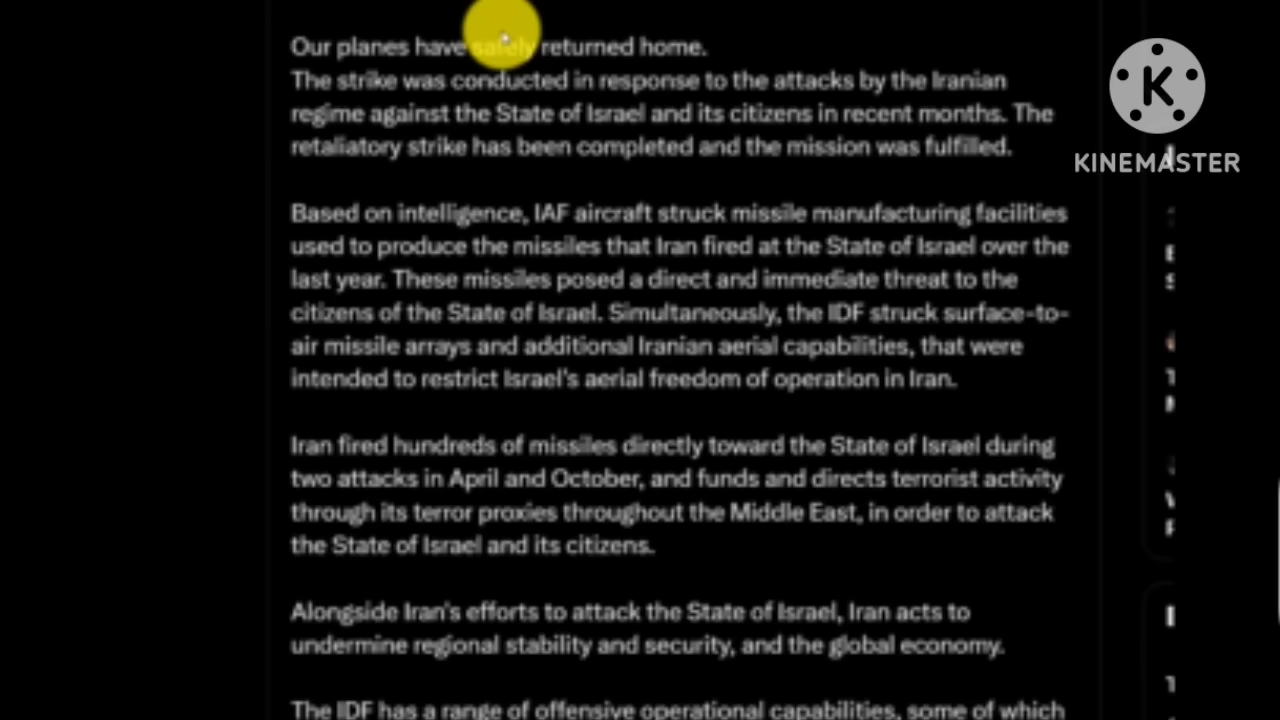 Our planes have safely returned home.
The strike was conducted in response to the attacks by the Iranian
regime against the State of Israel and its citizens in recent months. The
retaliatory strike has been completed and the mission was fulfilled.
Based on intelligence, IAF aircraft struck missile manufacturing facilities
used to produce the missiles that Iran fired at the State of Israel over the
last year. These missiles posed a direct and immediate threat to the
citizens of the State of Israel. Simultaneously, the IDF struck surface-to-
air missile arrays and additional Iranian aerial capabilities, that were
intended to restrict Israel's aerial freedom of operation in Iran.
Iran fired hundreds of missiles directly toward the State of Israel during
two attacks in April and October, and funds and directs terrorist activity
through its terror proxies throughout the Middle East, in order to attack
the State of Israel and its citizens.
Alongside Iran's efforts to attack the State of Israel, Iran acts to
undermine regional stability and security, and the global economy.
The IDF has a range of offensive operational capabilities, some of which
K
KINEMASTER